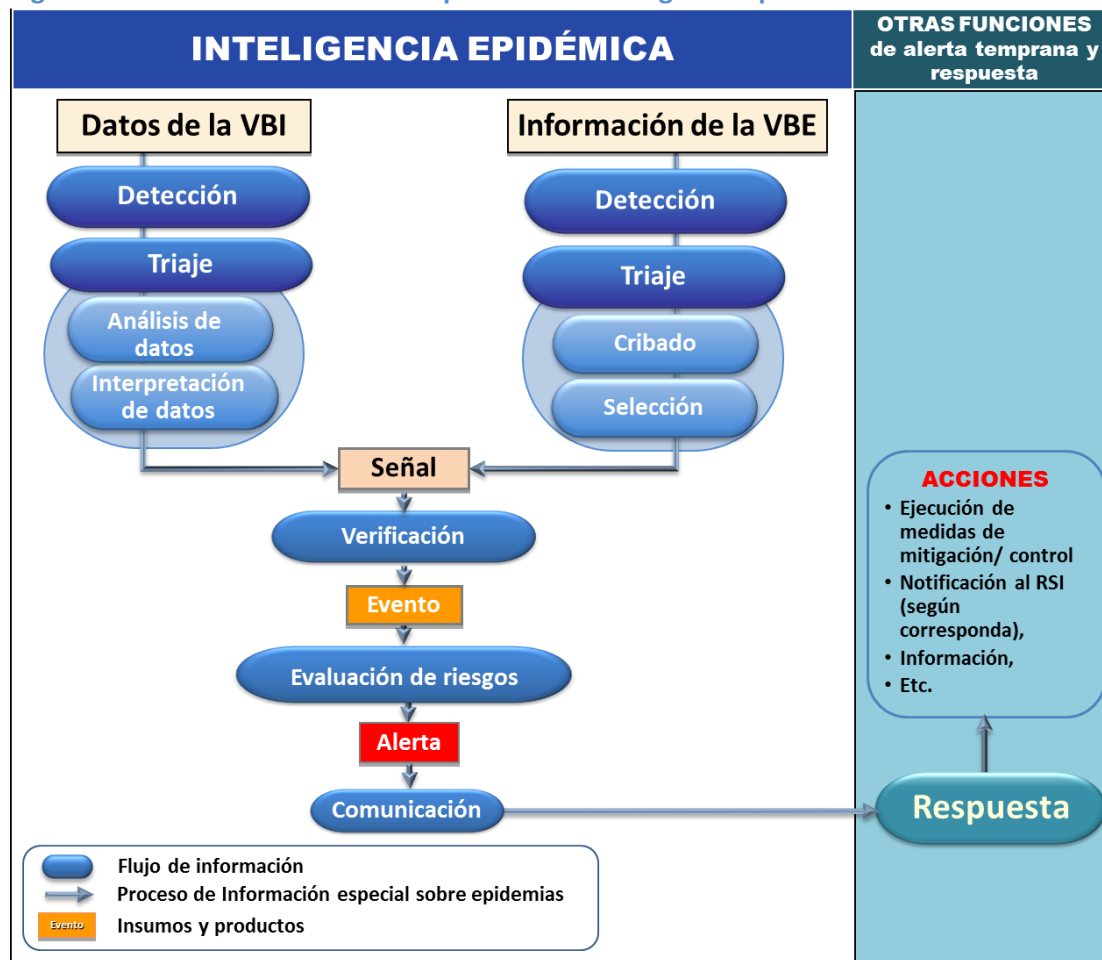 INTELIGENCIA EPIDÉMICA
OTRAS FUNCIONES
de alerta temprana y
respuesta
Datos de la VBI
Detección
Triaje
Análisis de
datos
Interpretación
de datos
Información de la VBE
Detección
Triaje
Cribado
Selección
Señal
Verificación
Evento
Evaluación de riesgos
Alerta
Comunicación
Respuesta
ACCIONES
• Ejecución de
medidas de
mitigación/ control
• Notificación al RSI
(según
corresponda),
• Información,
• Etc.
Flujo de información
Proceso de Información especial sobre epidemias
Evento
Insumos y productos